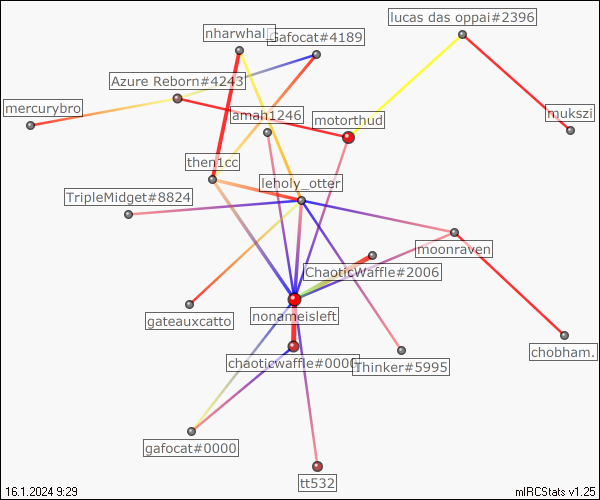 lucas das oppai#2396
nharwhal_
Gafocat#4189
Azure Reborn#4243
mercurybro
amah1246
motorthud
mukszi
then1cc
leholy_otter
TripleMidget#8824
moonraven
ChaoticWaffle#2006
gateauxcatto
nonameisleft
chobham.
chaoticwaffle#0000
Thinker#5995
gafocat#0000
tt532
16.1.2024 9:29
mIRCStats v1.25